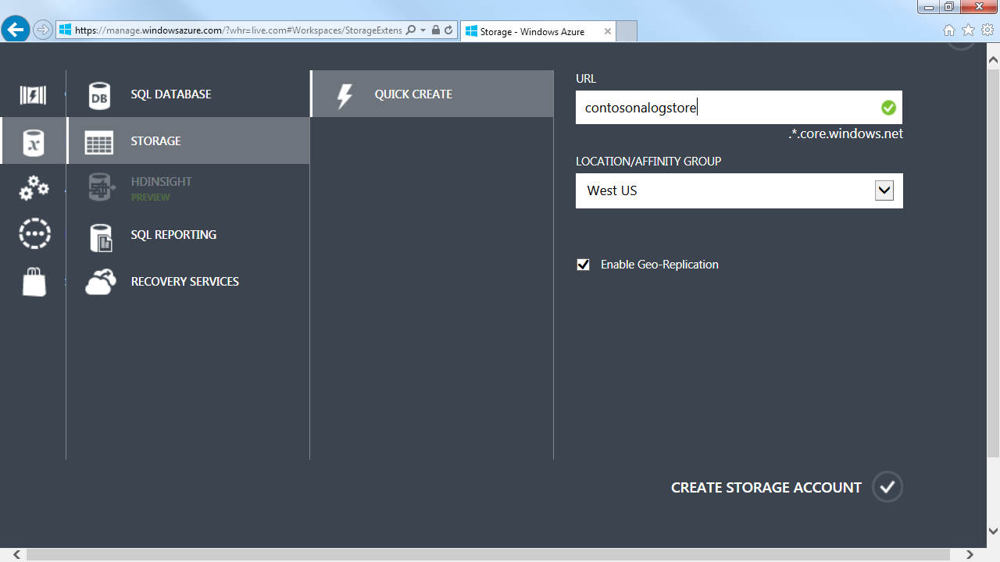 https://manage.windowsazure.com/?whr=live.com#Workspaces/StorageExtens
Storage - Windows Azure
SQL DATABASE
STORAGE
HDINSIGHT
PREVIEW
SQL REPORTING
RECOVERY SERVICES
QUICK CREATE
URL
contosonalogstore
.*.core.windows.net
LOCATION/AFFINITY GROUP
West US
Enable Geo-Replication
CREATE STORAGE ACCOUNT
DB
x